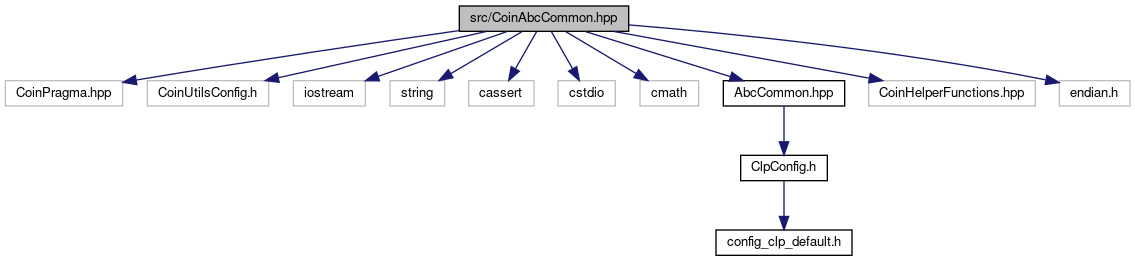 src/CoinAbcCommon.hpp
CoinPragma.hpp
CoinUtilsConfig.h
iostream
string
cassert
cstdio
cmath
AbcCommon.hpp
CoinHelperFunctions.hpp
endian.h
ClpConfig.h
config_clp_default.h